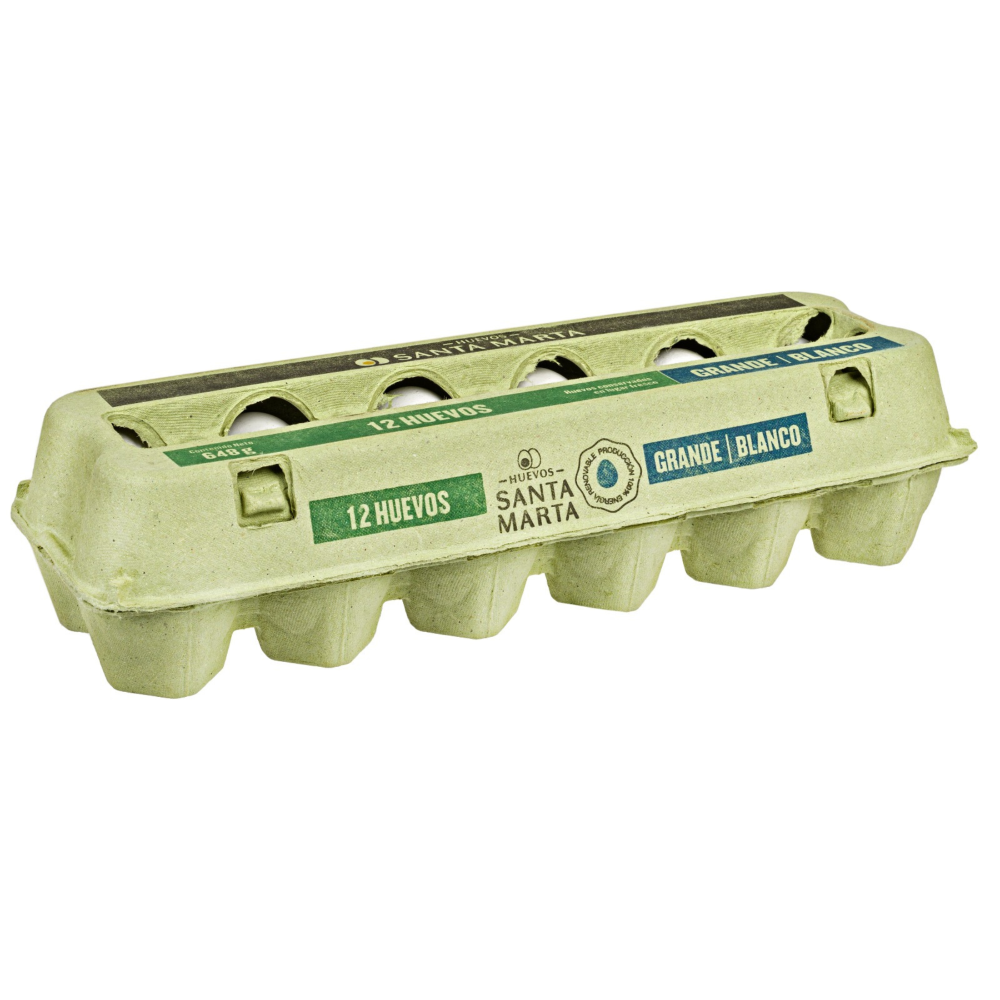 HUEVOS
SANTA MARTA
Contenido Neto
648 g
12 HUEVOS
Huevos conservados
en lugar fresco
GRANDE | BLANCO
12 HUEVOS
HUEVOS
SANTA
MARTA
PRODUCCIÓN 100% ENERGÍA RENOVABLE
GRANDE | BLANCO